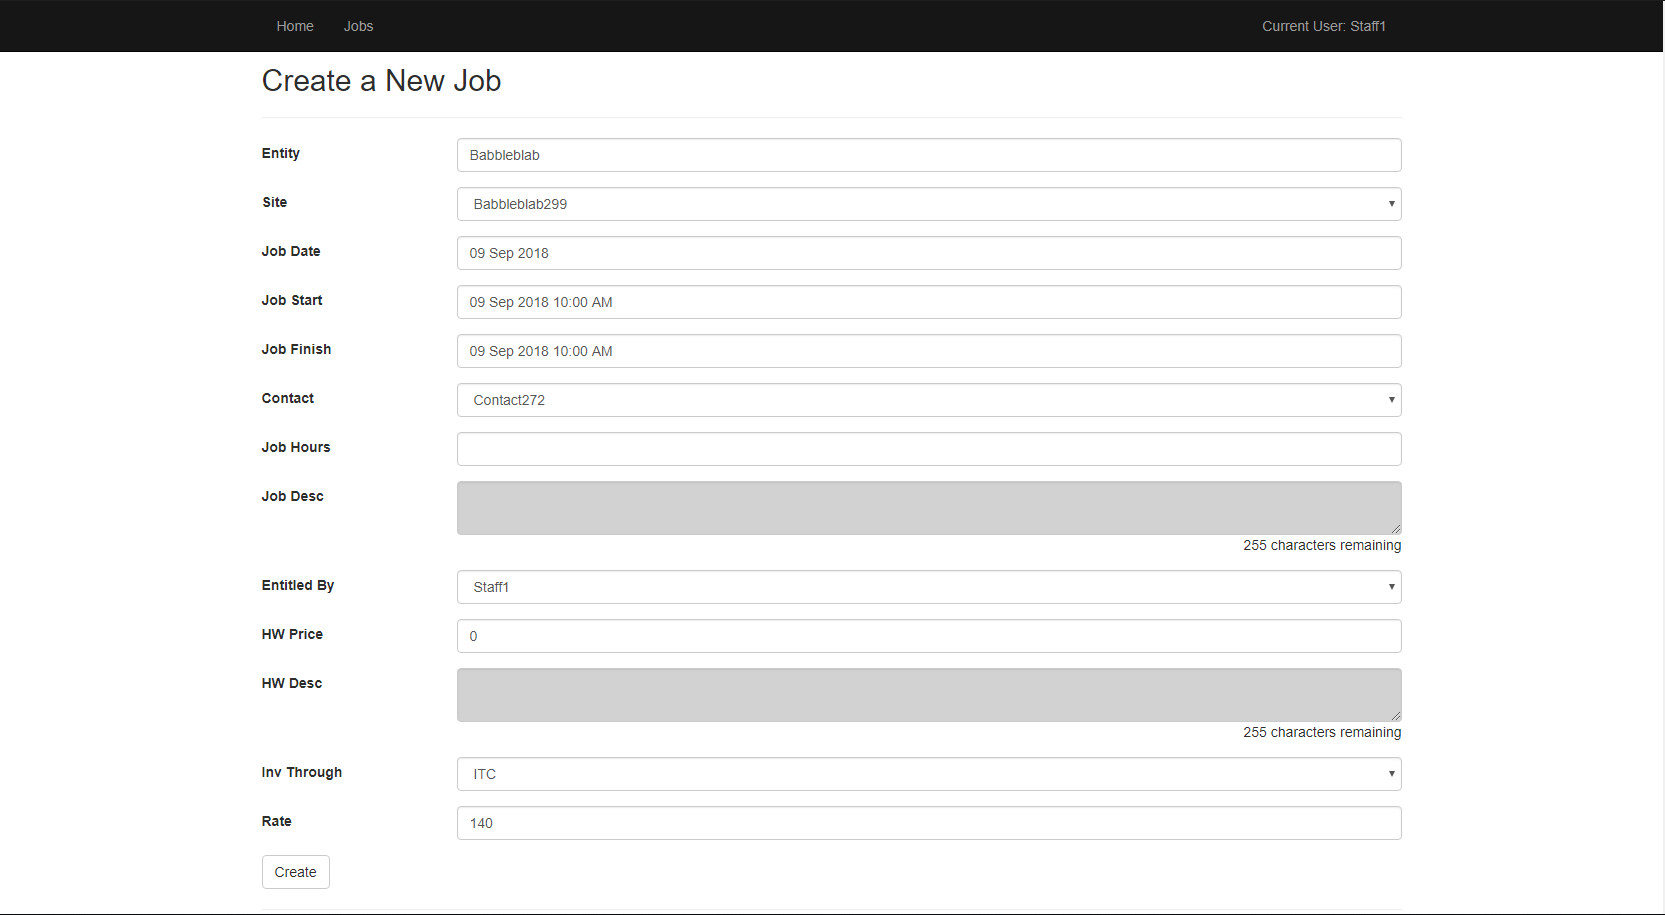 Home Jobs Current User: Staff1
Create a New Job
Entity Babbleblab
Site Babbleblab299
Job Date 09 Sep 2018
Job Start 09 Sep 2018 10:00 AM
Job Finish 09 Sep 2018 10:00 AM
Contact Contact272
Job Hours
Job Desc
255 characters remaining
Entitled By Staff1
HW Price 0
HW Desc
255 characters remaining
Inv Through ITC
Rate 140
Create